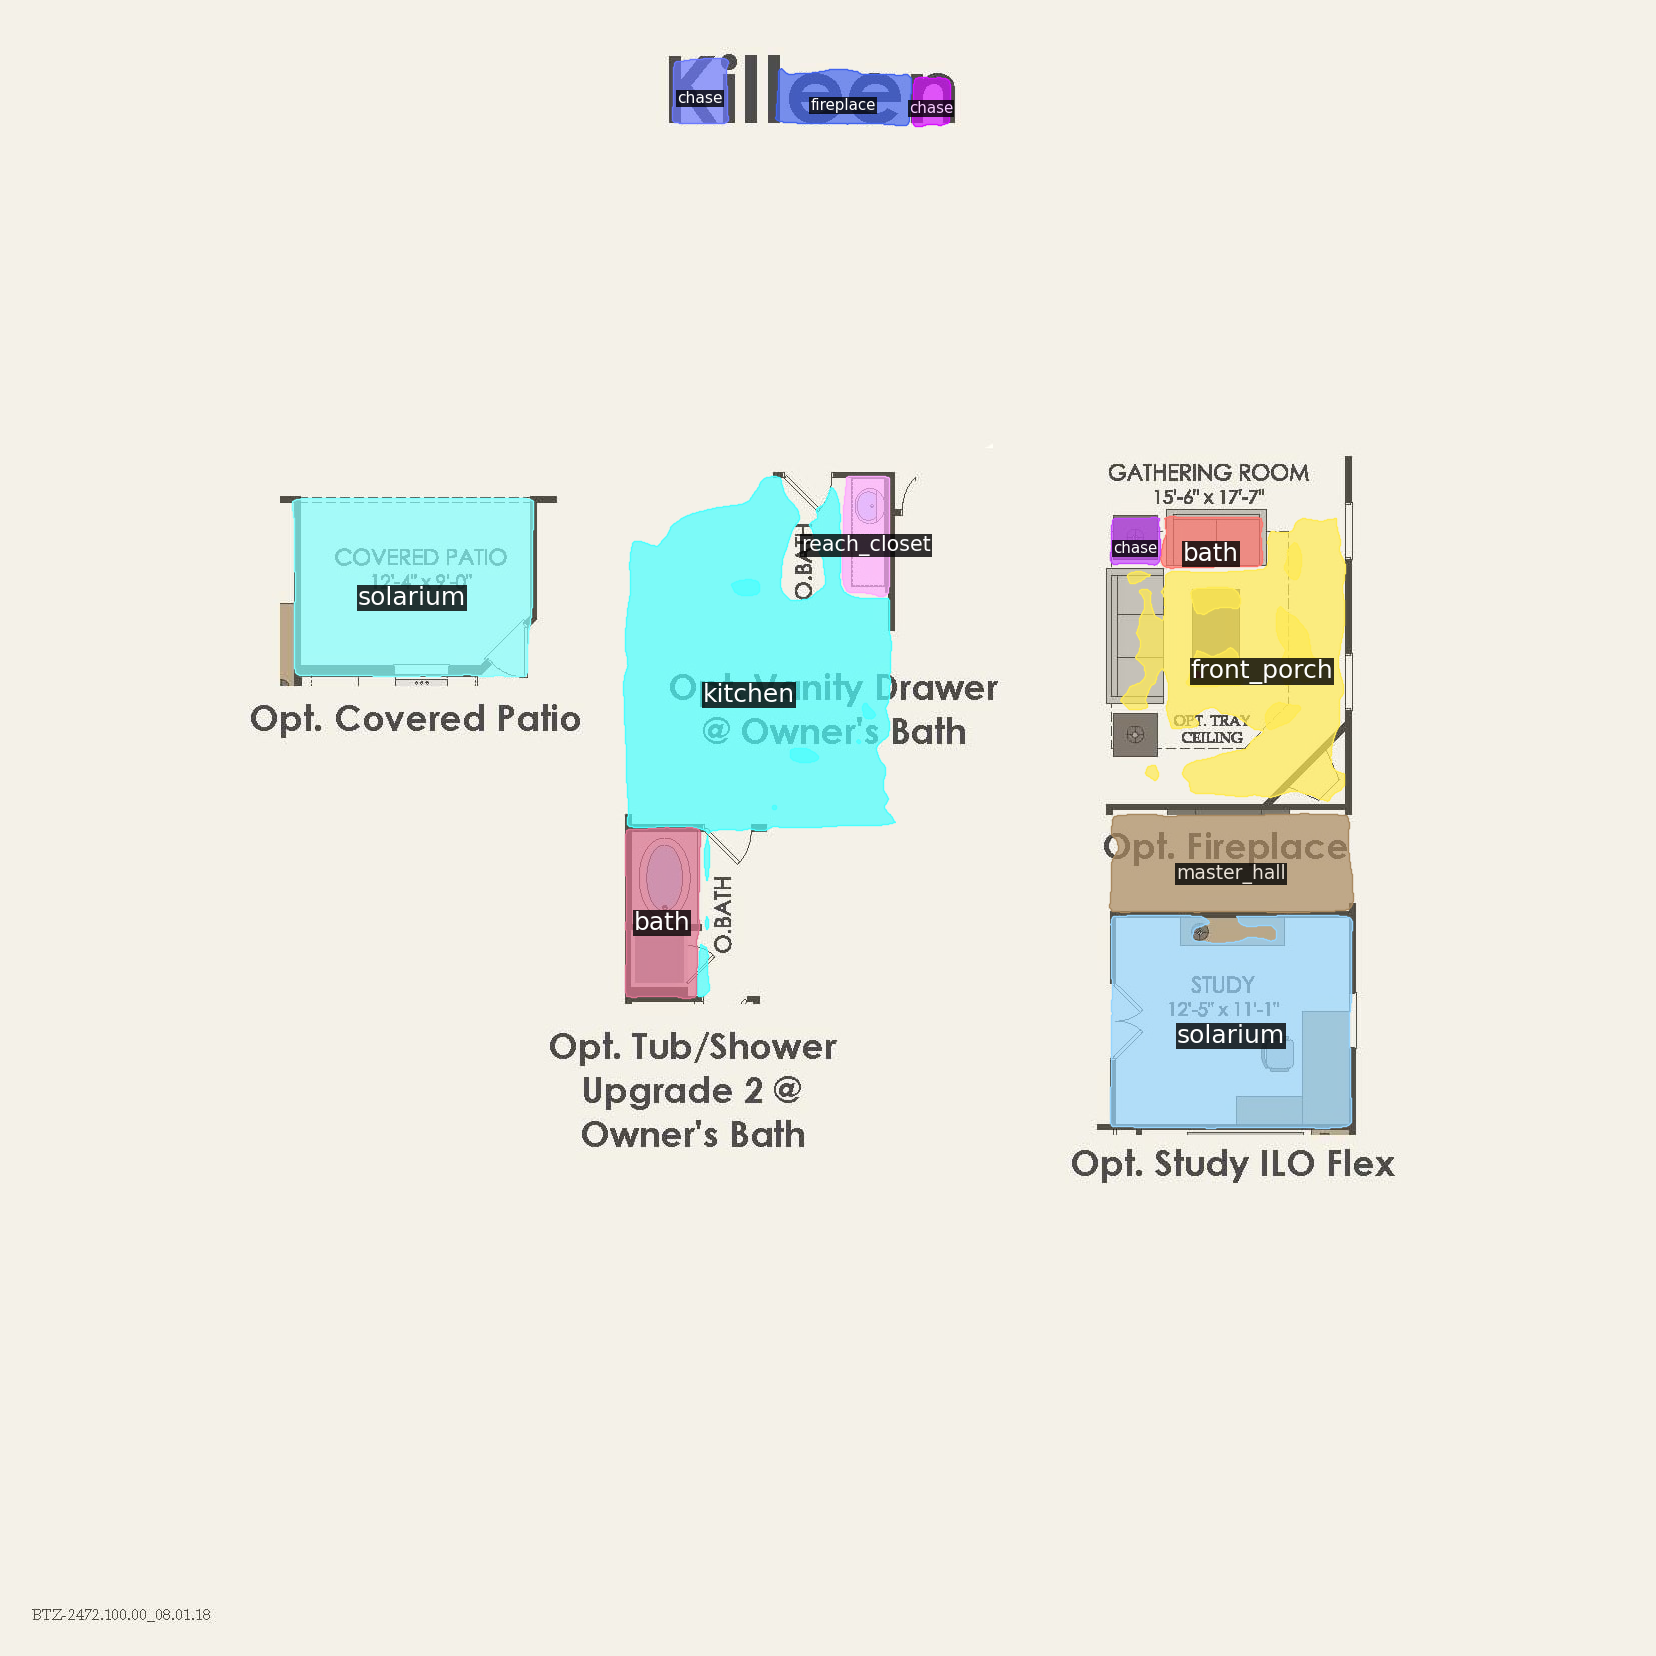 Killeen
chase
fireplace
chase
COVERED PATIO
12'-4" x 9'-0"
solarium
Opt. Covered Patio
O.BATH
reach_closet
Opt. Vanity Drawer
@ Owner's Bath
kitchen
bath
O.BATH
Opt. Tub/Shower
Upgrade 2 @
Owner's Bath
GATHERING ROOM
15'-6" x 17'-7"
chase
bath
front_porch
OPT. TRAY
CEILING
Opt. Fireplace
master_hall
STUDY
12'-5" x 11'-1"
solarium
Opt. Study ILO Flex
BTZ-2472.100.00_08.01.18